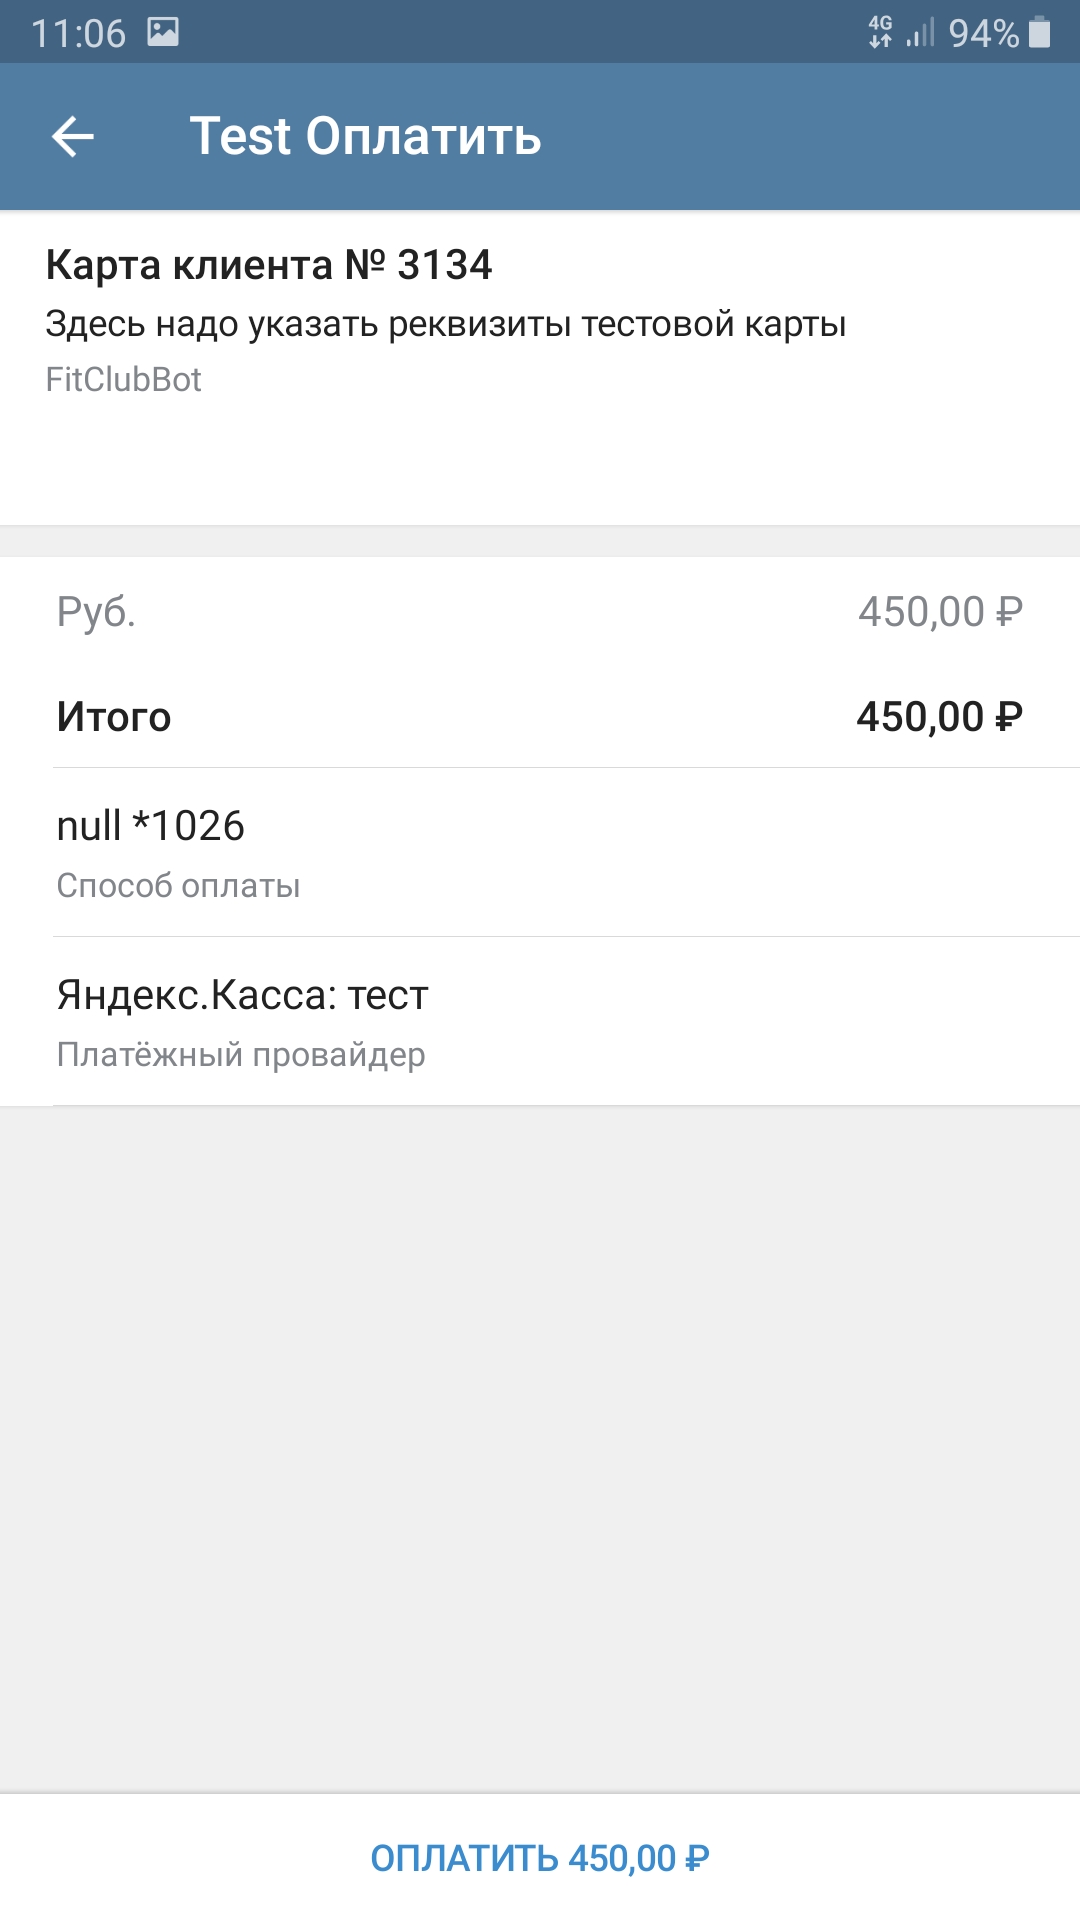 11:06 4G 94%
Test Оплатить
Карта клиента № 3134
Здесь надо указать реквизиты тестовой карты
FitClubBot
Руб. 450,00 ₽
Итого 450,00 ₽
null *1026
Способ оплаты
Яндекс.Касса: тест
Платёжный провайдер
ОПЛАТИТЬ 450,00 ₽